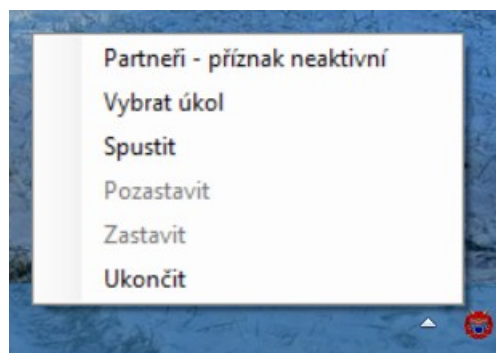 Partneři - příznak neaktivní
Vybrat úkol
Spustit
Pozastavit
Zastavit
Ukončit